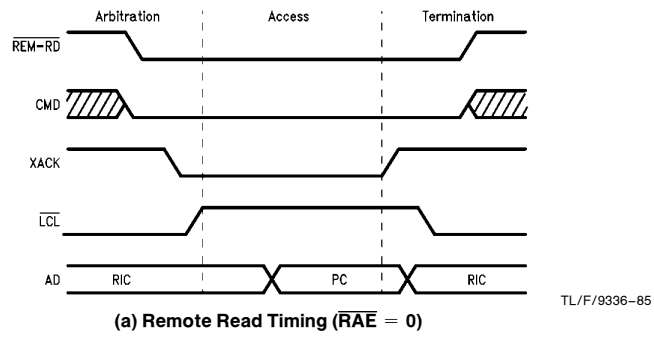 Arbitration Access Termination
REM-RD
CMD
XACK
LCL
AD RIC PC RIC
TL/F/9336–85
(a) Remote Read Timing (RAE = 0)